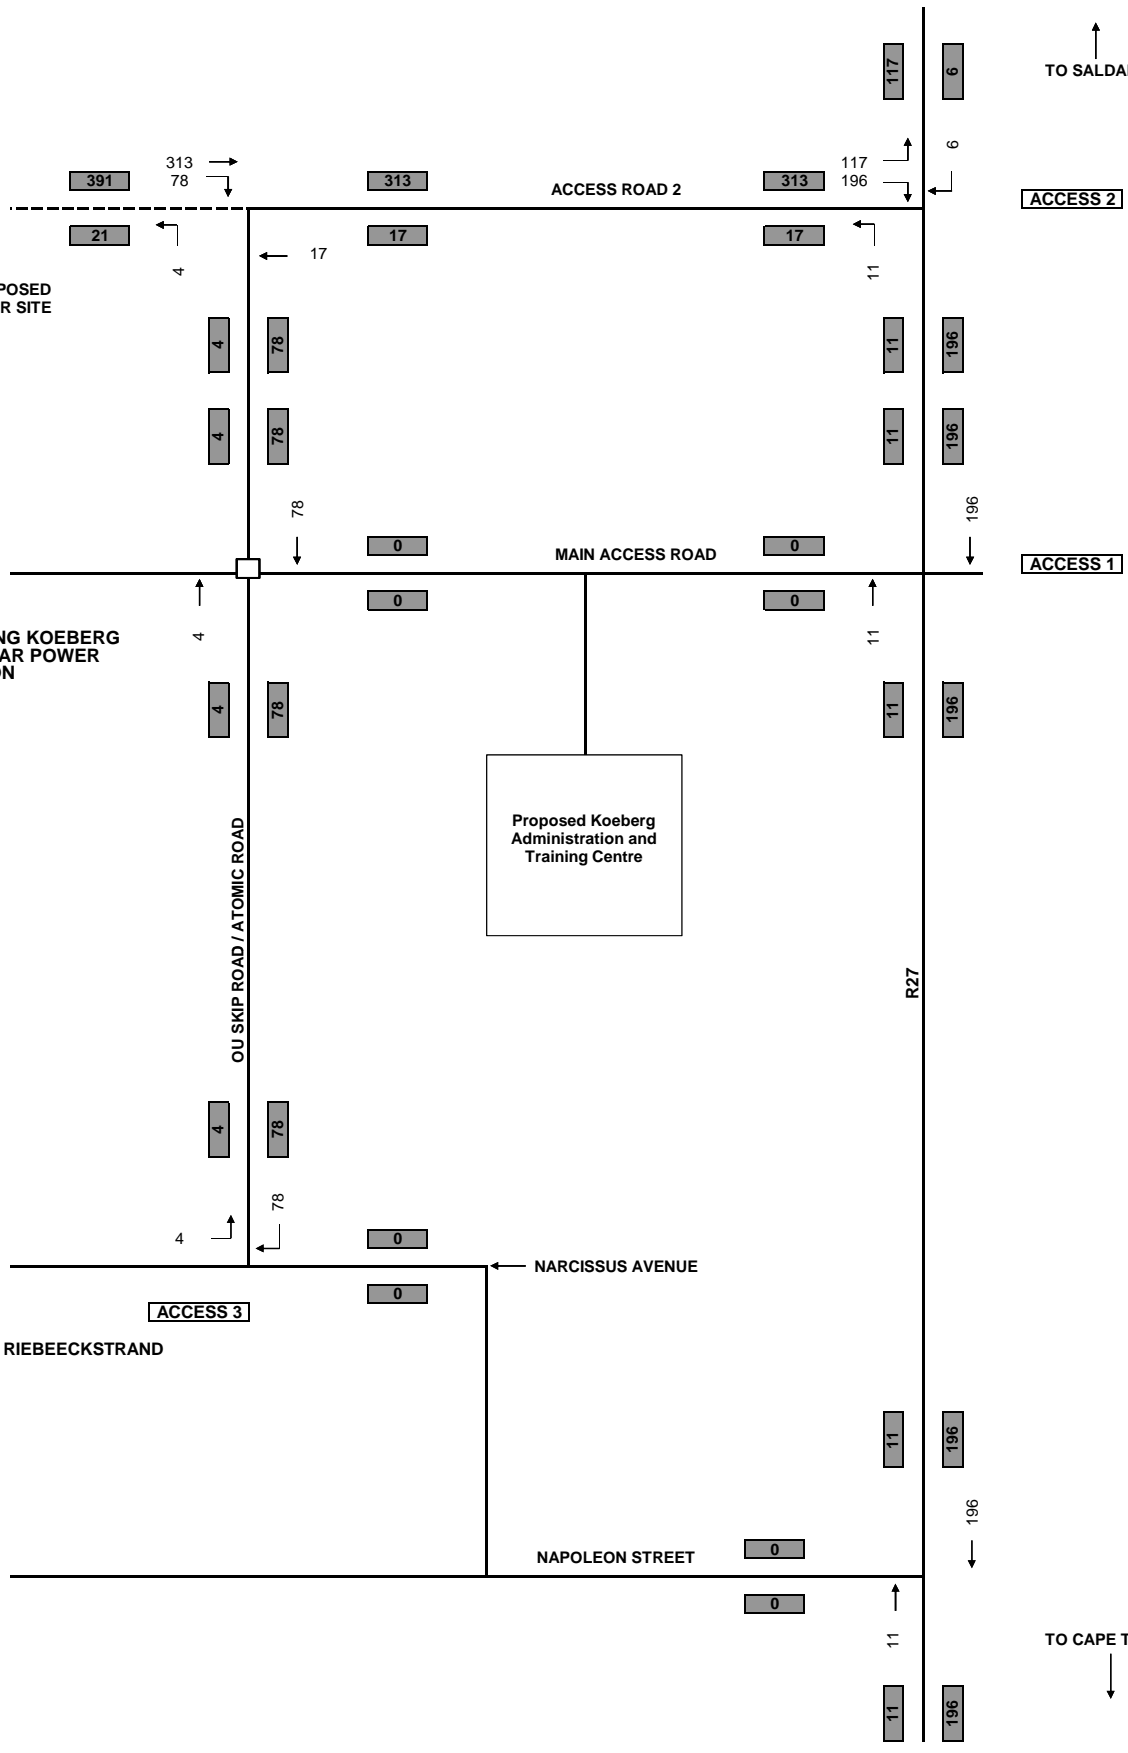 117
6
TO SALDA
6
313
78
391
313
ACCESS ROAD 2
313
117
196
ACCESS 2
21
4
17
17
17
11
POSED
R SITE
4
78
11
196
4
78
11
196
78
196
0
MAIN ACCESS ROAD
0
ACCESS 1
0
0
NG KOEBERG
AR POWER
ON
4
11
4
78
11
196
Proposed Koeberg
Administration and
Training Centre
OU SKIP ROAD / ATOMIC ROAD
R27
4
78
78
4
0
NARCISSUS AVENUE
0
ACCESS 3
RIEBEECKSTRAND
11
196
196
NAPOLEON STREET
0
0
11
TO CAPE T
11
196